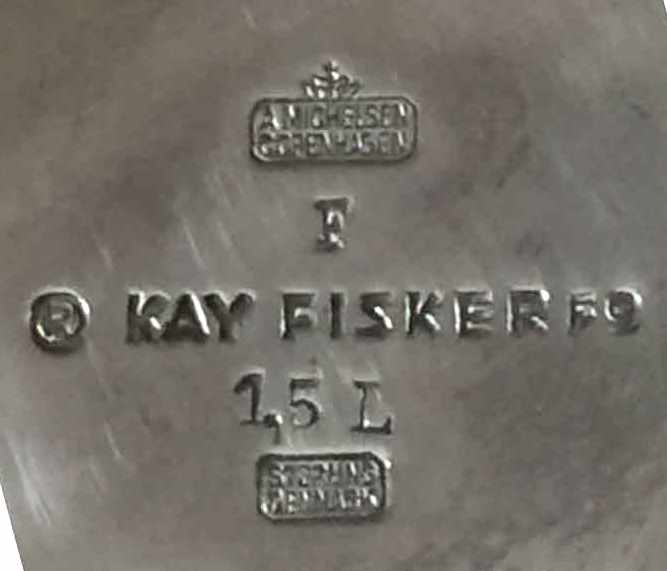 A. MICHELSEN
COPENHAGEN
F
® KAY FISKER F9
1,5 L
STERLING
DENMARK